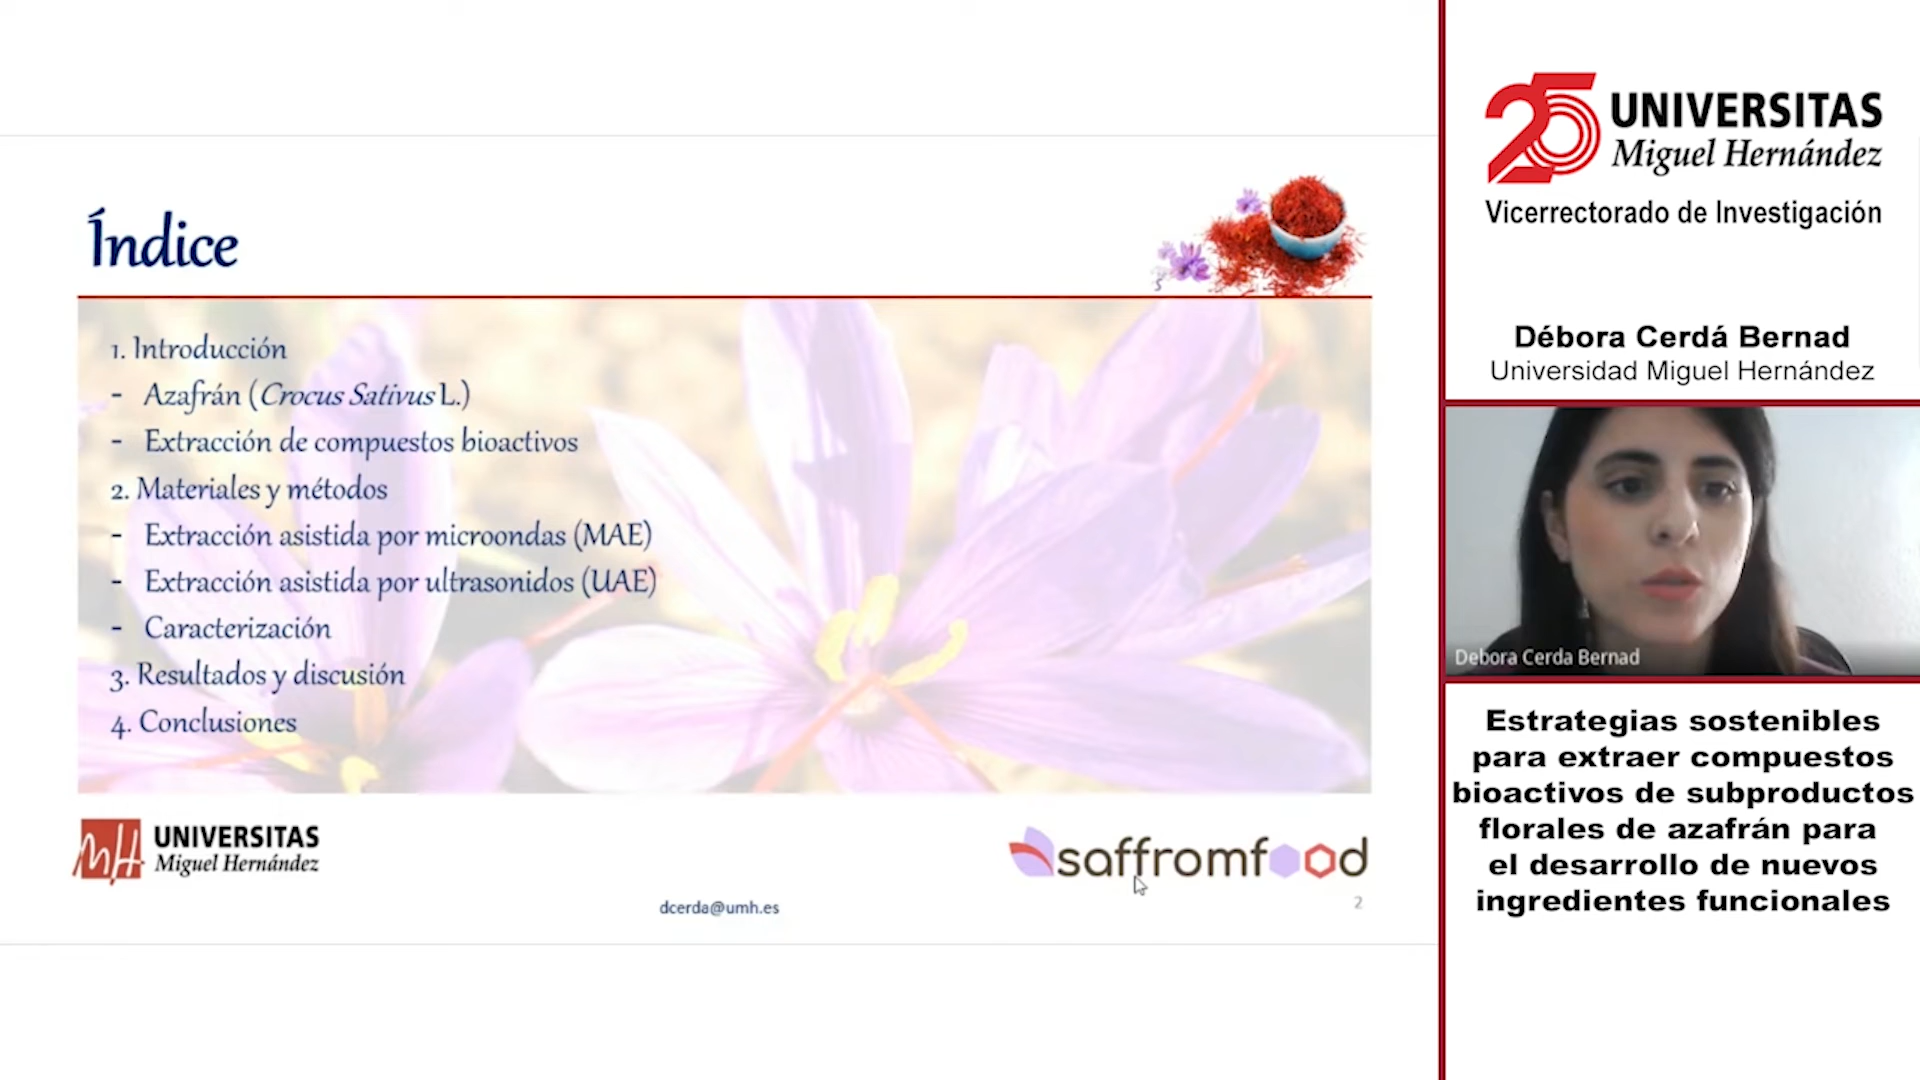 Índice
1. Introducción
- Azafrán (Crocus Sativus L.)
- Extracción de compuestos bioactivos
2. Materiales y métodos
- Extracción asistida por microondas (MAE)
- Extracción asistida por ultrasonidos (UAE)
- Caracterización
3. Resultados y discusión
4. Conclusiones
MH UNIVERSITAS
Miguel Hernández
saffromfood
dcerda@umh.es
2
25 UNIVERSITAS
Miguel Hernández
Vicerrectorado de Investigación
Débora Cerdá Bernad
Universidad Miguel Hernández
Debora Cerda Bernad
Estrategias sostenibles
para extraer compuestos
bioactivos de subproductos
florales de azafrán para
el desarrollo de nuevos
ingredientes funcionales